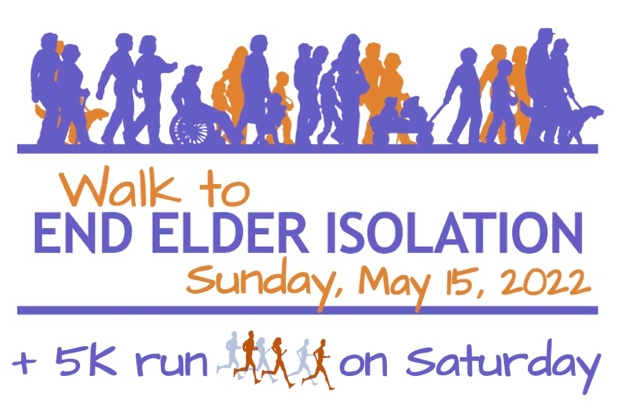 Walk to
END ELDER ISOLATION
Sunday, May 15, 2022
+ 5K run on Saturday